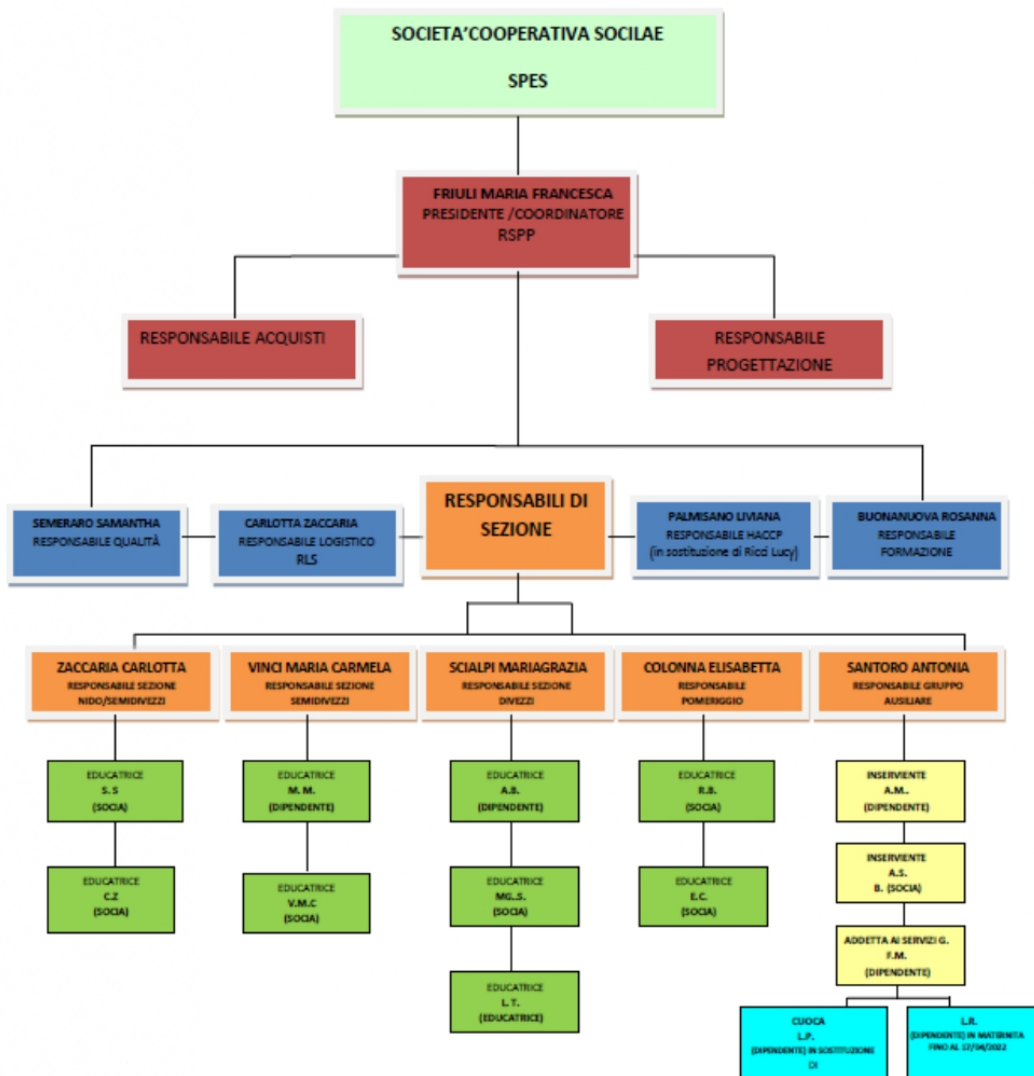 SOCIETA'COOPERATIVA SOCILAE
SPES
FRIULI MARIA FRANCESCA
PRESIDENTE /COORDINATORE
RSPP
RESPONSABILE ACQUISTI
RESPONSABILE
PROGETTAZIONE
SEMERARO SAMANTHA
RESPONSABILE QUALITÀ
CARLOTTA ZACCARIA
RESPONSABILE LOGISTICO
RLS
RESPONSABILI DI
SEZIONE
PALMISANO LIVIANA
RESPONSABILE HACCP
(in sostituzione di Ricci Lucy)
BUONANUOVA ROSANNA
RESPONSABILE
FORMAZIONE
ZACCARIA CARLOTTA
RESPONSABILE SEZIONE
NIDO/SEMIDIVEZZI
VINCI MARIA CARMELA
RESPONSABILE SEZIONE
SEMIDIVEZZI
SCIALPI MARIAGRAZIA
RESPONSABILE SEZIONE
DIVEZZI
COLONNA ELISABETTA
RESPONSABILE
POMERIGGIO
SANTORO ANTONIA
RESPONSABILE GRUPPO
AUSILIARE
EDUCATRICE
S. S
(SOCIA)
EDUCATRICE
M. M.
(DIPENDENTE)
EDUCATRICE
A.B.
(DIPENDENTE)
EDUCATRICE
R.B.
(SOCIA)
INSERVIENTE
A.M..
(DIPENDENTE)
EDUCATRICE
C.Z
(SOCIA)
EDUCATRICE
V.M.C
(SOCIA)
EDUCATRICE
MG..S.
(SOCIA)
EDUCATRICE
E.C.
(SOCIA)
INSERVIENTE
A.S.
B. (SOCIA)
ADDETTA AI SERVIZI G.
F.M.
(DIPENDENTE)
EDUCATRICE
L. T.
(EDUCATRICE)
CUOCA
L.P.
(DIPENDENTE) IN SOSTITUZIONE
DI
L.R.
(DIPENDENTE) IN MATERNITA
FINO AL 17/04/2022